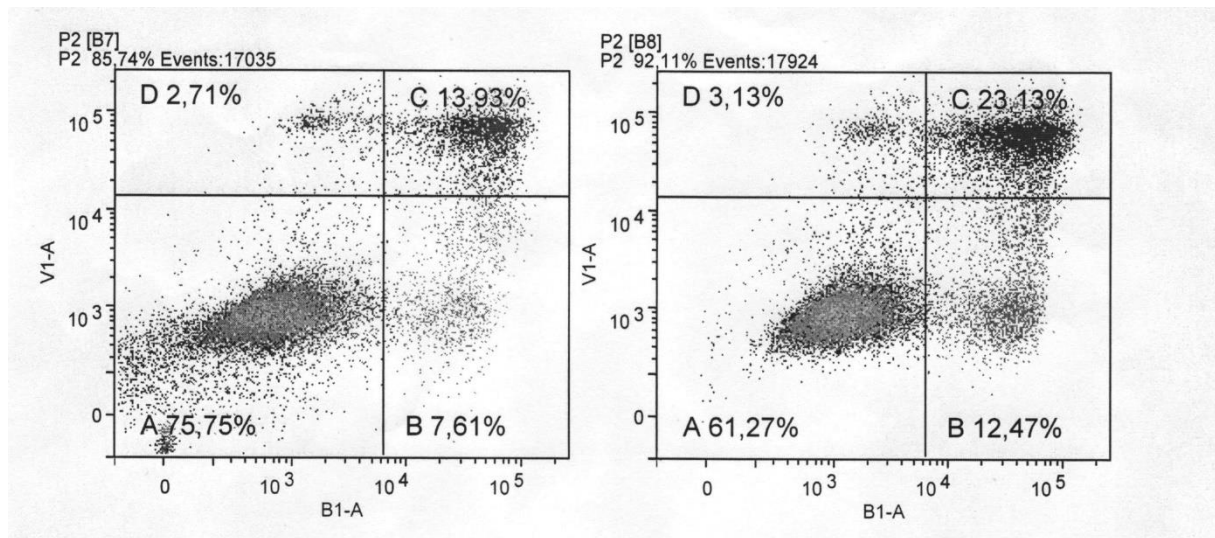 P2 [B7]
P2 85,74% Events:17035
D 2,71%
C 13,93%
10 5
10 4
10 3
0
V1-A
A 75,75%
B 7,61%
0
10 3
10 4
10 5
B1-A
P2 [B8]
P2 92,11% Events:17924
D 3,13%
C 23,13%
10 5
10 4
10 3
0
V1-A
A 61,27%
B 12,47%
0
10 3
10 4
10 5
B1-A